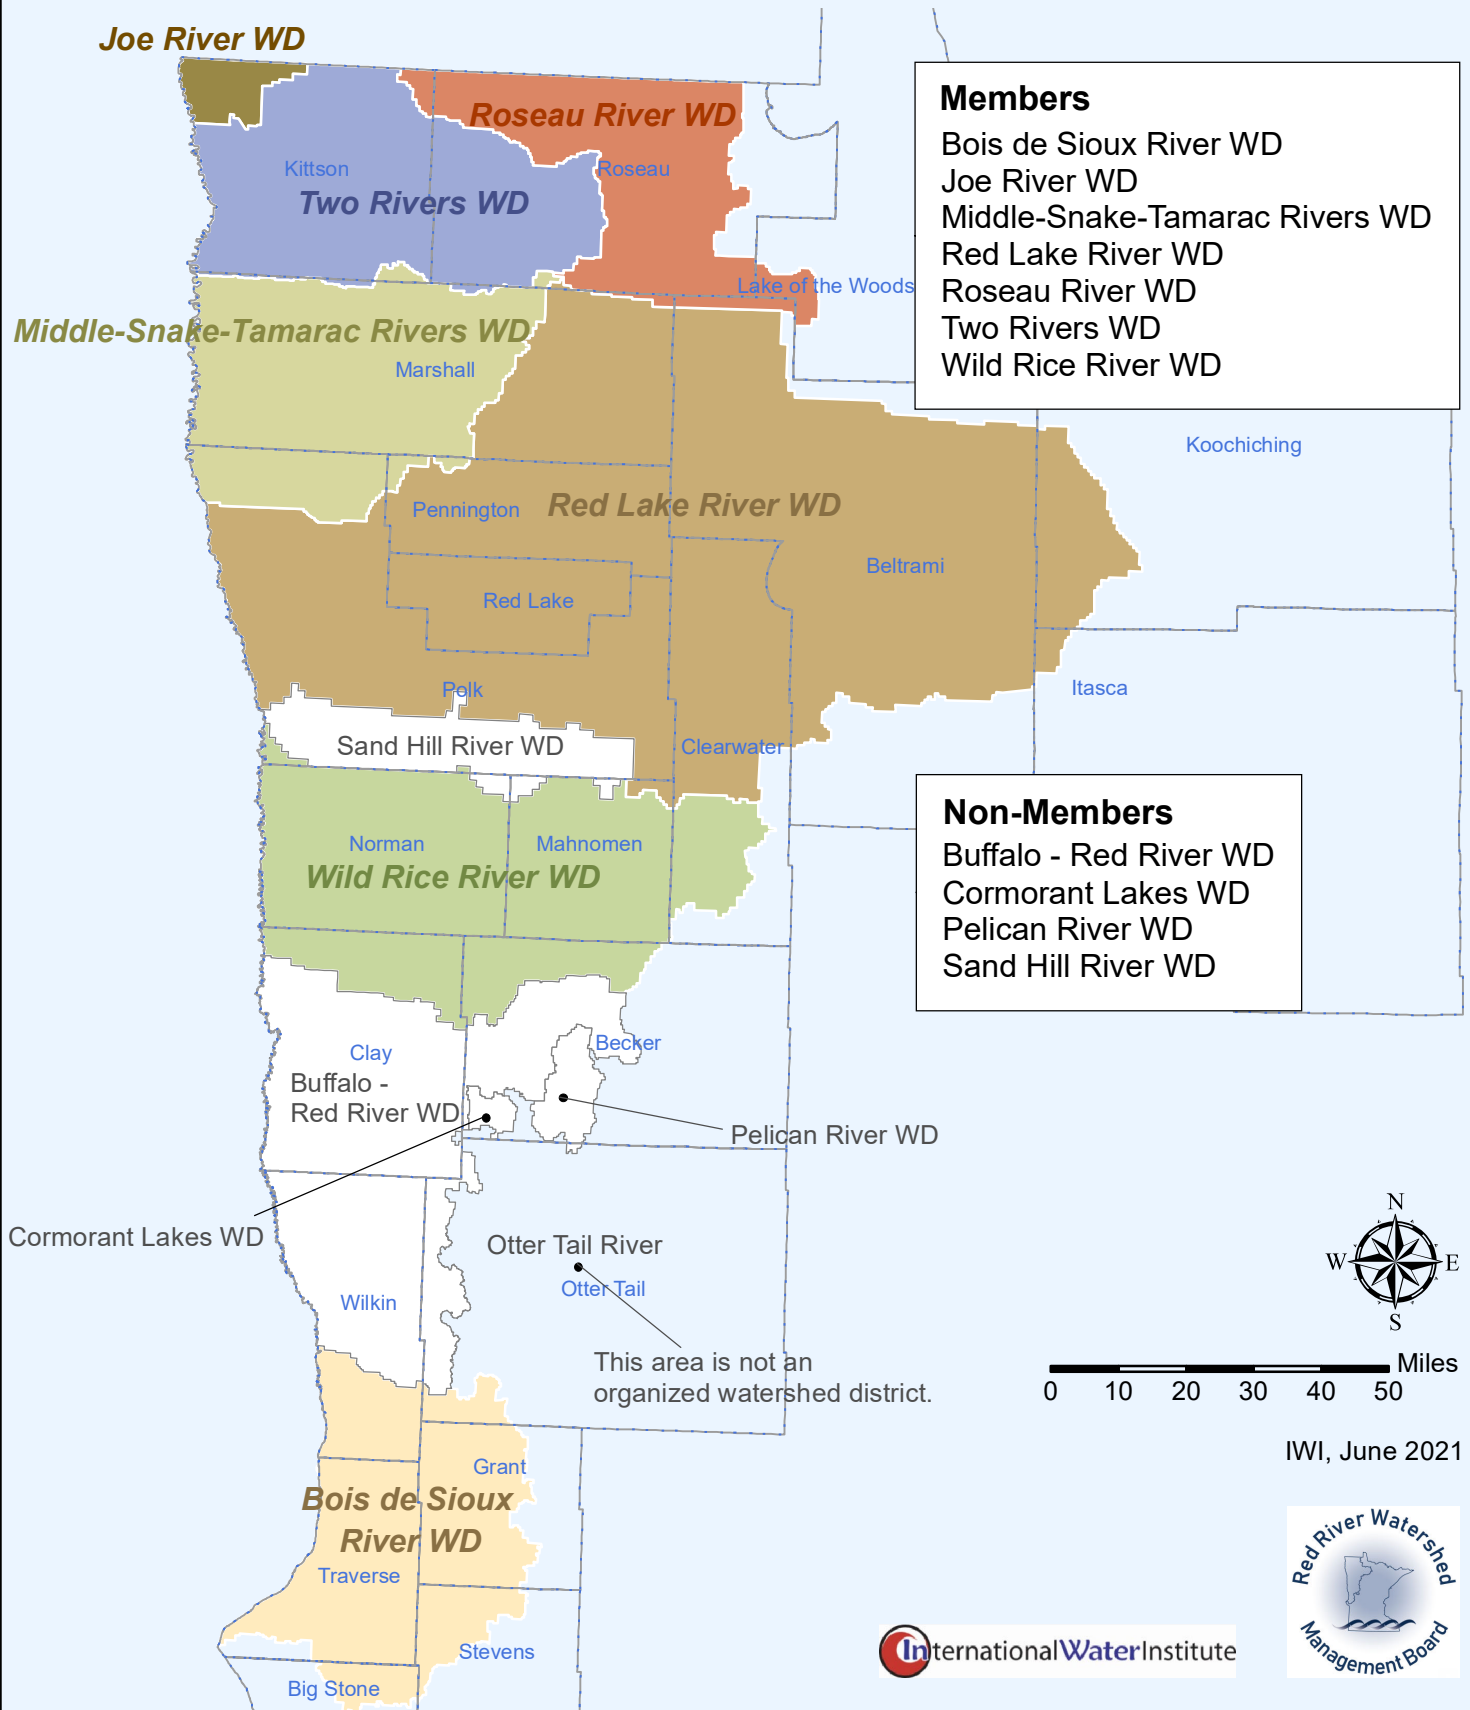 Joe River WD
Roseau River WD
Kittson
Roseau
Two Rivers WD
Lake of the Woods
Middle-Snake-Tamarac Rivers WD
Marshall
Members
Bois de Sioux River WD
Joe River WD
Middle-Snake-Tamarac Rivers WD
Red Lake River WD
Roseau River WD
Two Rivers WD
Wild Rice River WD
Koochiching
Pennington
Red Lake River WD
Beltrami
Red Lake
Polk
Itasca
Sand Hill River WD
Clearwater
Non-Members
Buffalo - Red River WD
Cormorant Lakes WD
Pelican River WD
Sand Hill River WD
Norman
Mahnomen
Wild Rice River WD
Clay
Becker
Buffalo -
Red River WD
Pelican River WD
Cormorant Lakes WD
Otter Tail River
Otter Tail
Wilkin
This area is not an
organized watershed district.
N
W
E
S
Miles
0 10 20 30 40 50
IWI, June 2021
Grant
Bois de Sioux
River WD
Traverse
Stevens
Big Stone
InternationalWaterInstitute
Red River Watershed
Management Board